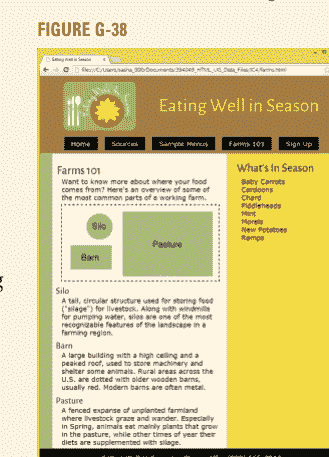 FIGURE G-38
Eating Well in Season
Eating Well in Season
Home
Sources
Sample Menus
Farms 101
Sign Up
Farms 101
Want to know more about where your food
comes from? Here's an overview of some of
the most common parts of a working farm.
Silo
Pasture
Barn
Silo
A tall, circular structure used for storing food
("silage") for livestock. Along with windmills
for pumping water, silos are one of the most
recognizable features of the landscape in a
farming region.
Barn
A large building with a high ceiling and a
peaked roof, used to store machinery and
shelter some animals. Rural areas across the
U.S. are dotted with older wooden barns,
usually red. Modern barns are often metal.
Pasture
A fenced expanse of unplanted farmland
where livestock graze and wander. Especially
in Spring, animals eat mainly plants that grow
in the pasture, while other times of year their
diets are supplemented with silage.
What's In Season
Baby Carrots
Cardoons
Chard
Fiddleheads
Mint
Morels
New Potatoes
Ramps